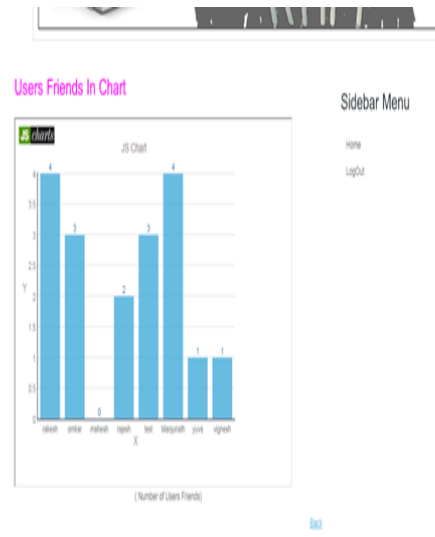 Users Friends In Chart
Sidebar Menu
Home
LogOut
JS charts
JS Chart
4
3
0
2
3
4
1
1
4
3.5
3
2.5
Y
2
1.5
1
0.5
0
rakesh omkar mahesh rajesh test Manjunath yuva vignesh
X
( Number of Users Friends)
Back